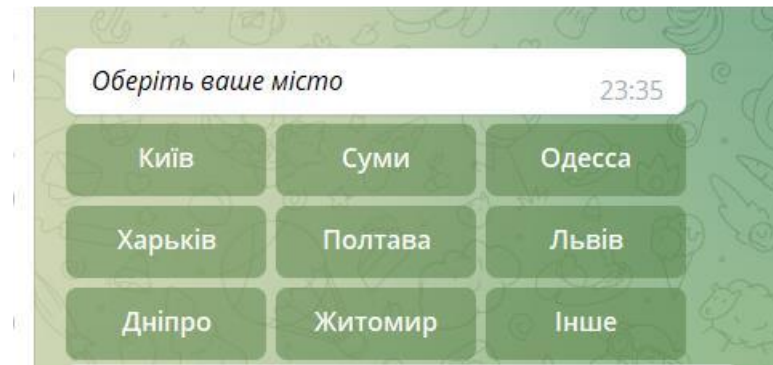 Оберіть ваше місто
23:35
Київ Суми Одесса
Харьків Полтава Львів
Дніпро Житомир Інше